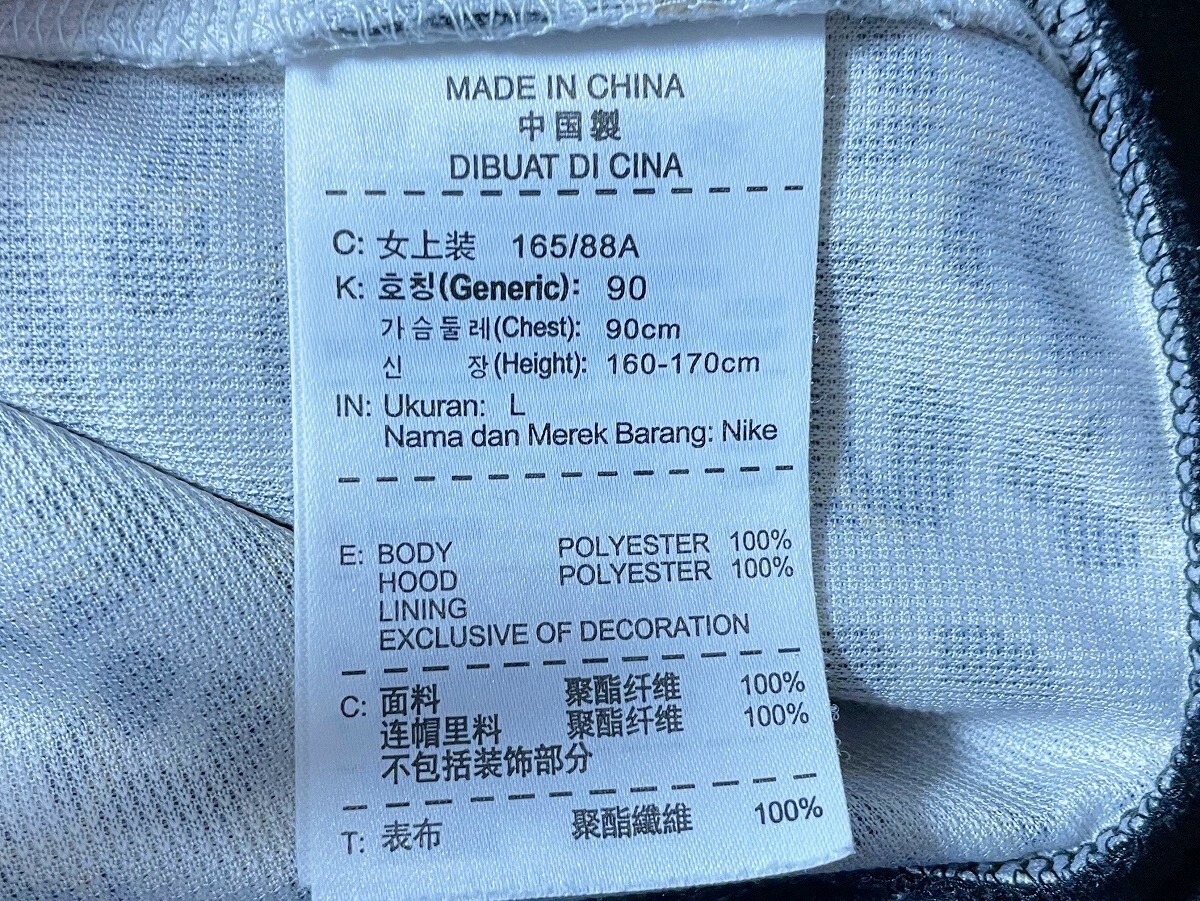 MADE IN CHINA
中国製
DIBUAT DI CINA
C: 女上装 165/88A
K: 호칭(Generic): 90
가슴둘레(Chest): 90cm
신 장(Height): 160-170cm
IN: Ukuran: L
Nama dan Merek Barang: Nike
E: BODY POLYESTER 100%
HOOD POLYESTER 100%
LINING
EXCLUSIVE OF DECORATION
C: 面料 聚酯纤维 100%
连帽里料 聚酯纤维 100%
不包括装饰部分
T: 表布 聚酯纖維 100%